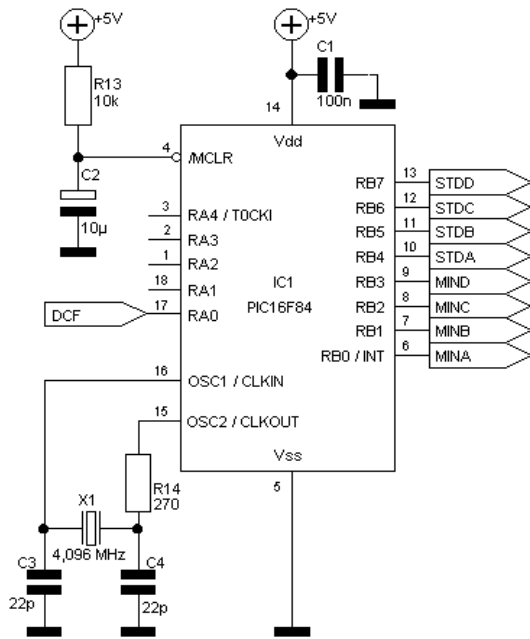 +5V
+5V
R13
10k
C1
100n
14
Vdd
4
/MCLR
C2
10µ
3
RA4 / T0CKI
2
RA3
1
RA2
18
RA1
17
RA0
DCF
IC1
PIC16F84
RB7
13
STDD
RB6
12
STDC
RB5
11
STDB
RB4
10
STDA
RB3
9
MIND
RB2
8
MINC
RB1
7
MINB
RB0 / INT
6
MINA
16
OSC1 / CLKIN
15
OSC2 / CLKOUT
Vss
5
R14
270
X1
4,096 MHz
C3
22p
C4
22p